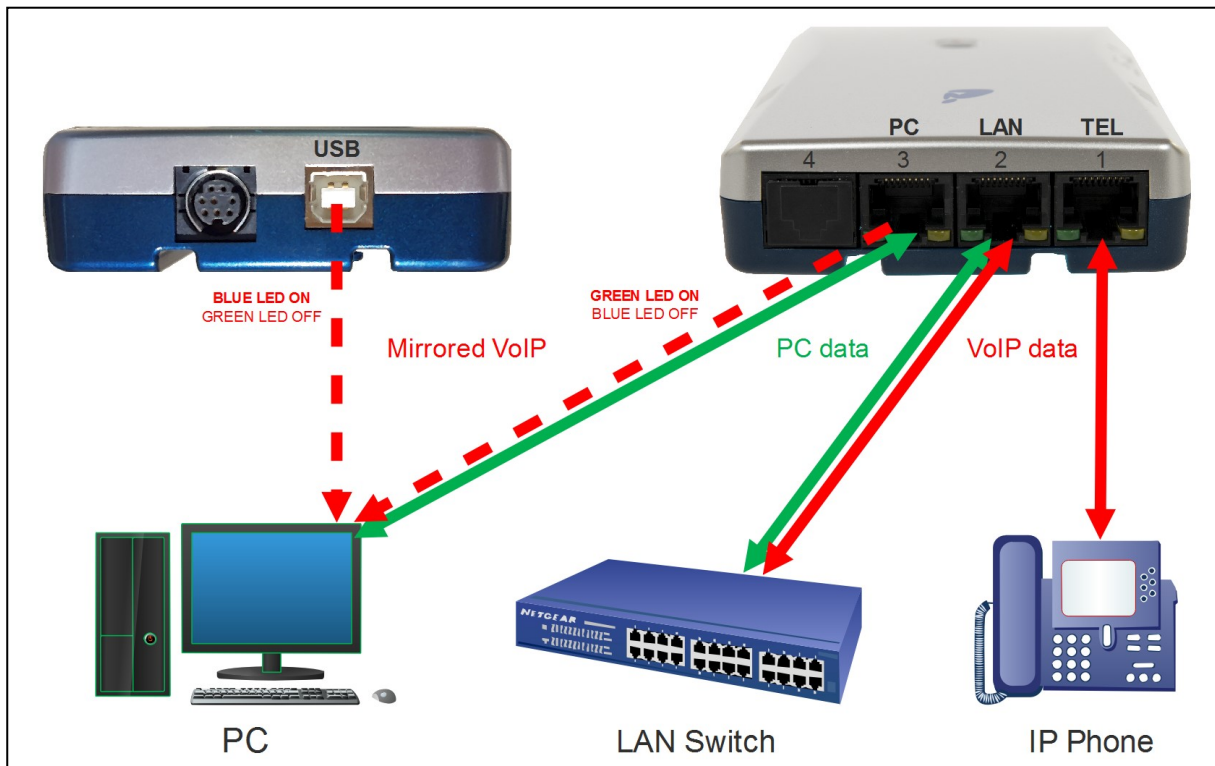 USB
PC LAN TEL
4 3 2 1
BLUE LED ON
GREEN LED OFF
Mirrored VoIP
GREEN LED ON
BLUE LED OFF
PC data
VoIP data
NETGEAR
PC
LAN Switch
IP Phone